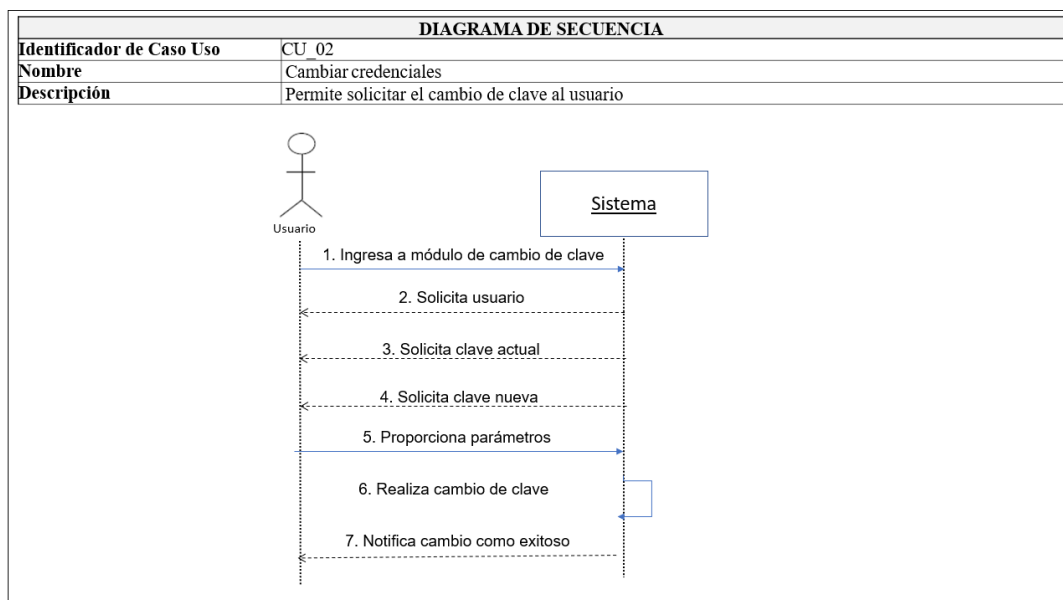 DIAGRAMA DE SECUENCIA
Identificador de Caso Uso CU_02
Nombre Cambiar credenciales
Descripción Permite solicitar el cambio de clave al usuario
Sistema
Usuario
1. Ingresa a módulo de cambio de clave
2. Solicita usuario
3. Solicita clave actual
4. Solicita clave nueva
5. Proporciona parámetros
6. Realiza cambio de clave
7. Notifica cambio como exitoso